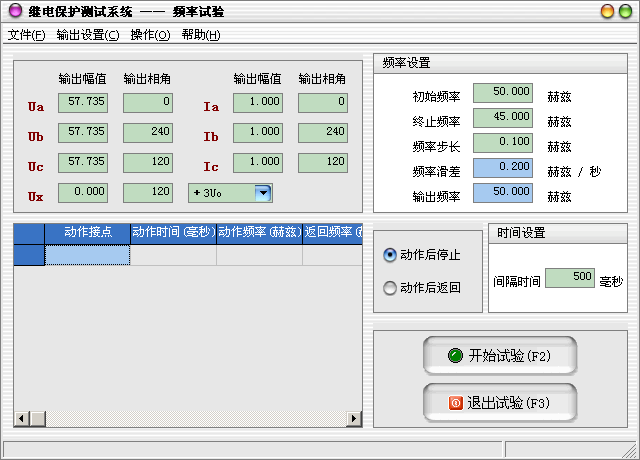 继电保护测试系统 —— 频率试验
文件(F) 输出设置(C) 操作(O) 帮助(H)
输出幅值 输出相角 输出幅值 输出相角
Ua 57.735 0 Ia 1.000 0
Ub 57.735 240 Ib 1.000 240
Uc 57.735 120 Ic 1.000 120
Ux 0.000 120 +3U₀
频率设置
初始频率 50.000 赫兹
终止频率 45.000 赫兹
频率步长 0.100 赫兹
频率滑差 0.200 赫兹 / 秒
输出频率 50.000 赫兹
动作接点 动作时间(毫秒) 动作频率(赫兹) 返回频率(
动作后停止
动作后返回
时间设置
间隔时间 500 毫秒
开始试验(F2)
退出试验(F3)